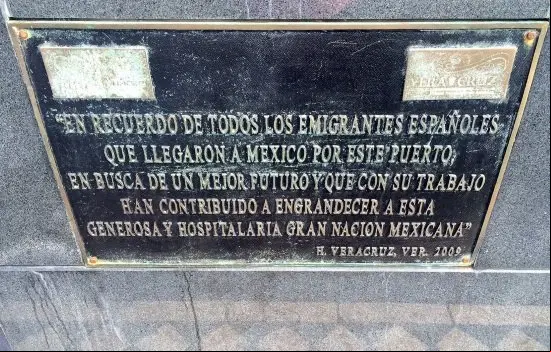 VERACRUZ
"EN RECUERDO DE TODOS LOS EMIGRANTES ESPAÑOLES
QUE LLEGARON A MEXICO POR ESTE PUERTO,
EN BUSCA DE UN MEJOR FUTURO Y QUE CON SU TRABAJO
HAN CONTRIBUIDO A ENGRANDECER A ESTA
GENEROSA Y HOSPITALARIA GRAN NACION MEXICANA"
H. VERACRUZ, VER. 2009